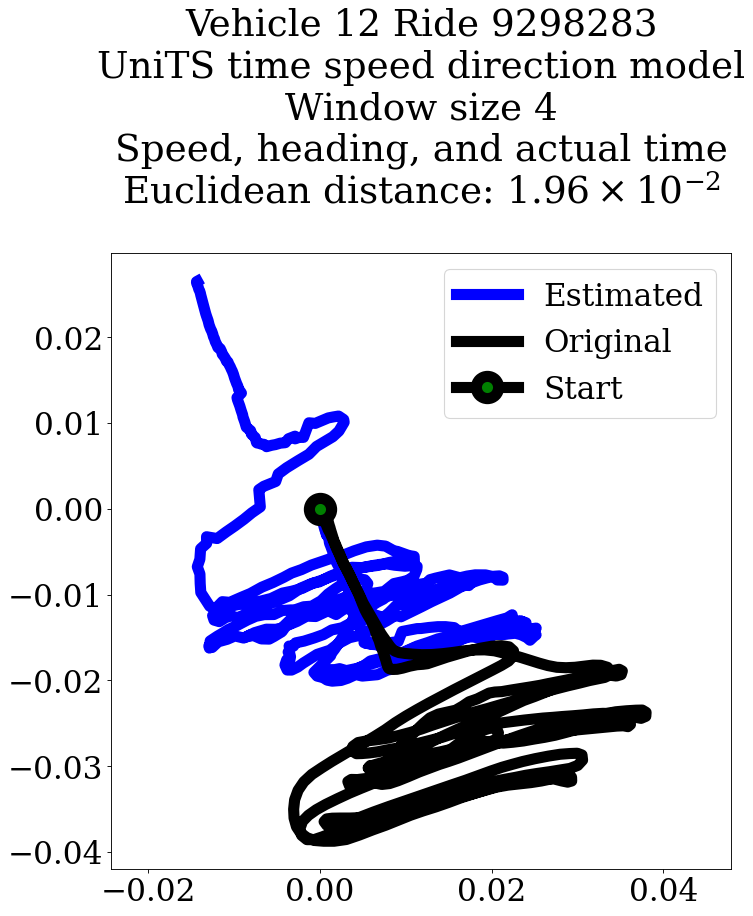 Vehicle 12 Ride 9298283
UniTS time speed direction model
Window size 4
Speed, heading, and actual time
Euclidean distance: 1.96 × 10⁻²
Estimated
Original
Start
0.02
0.01
0.00
−0.01
−0.02
−0.03
−0.04
−0.02 0.00 0.02 0.04